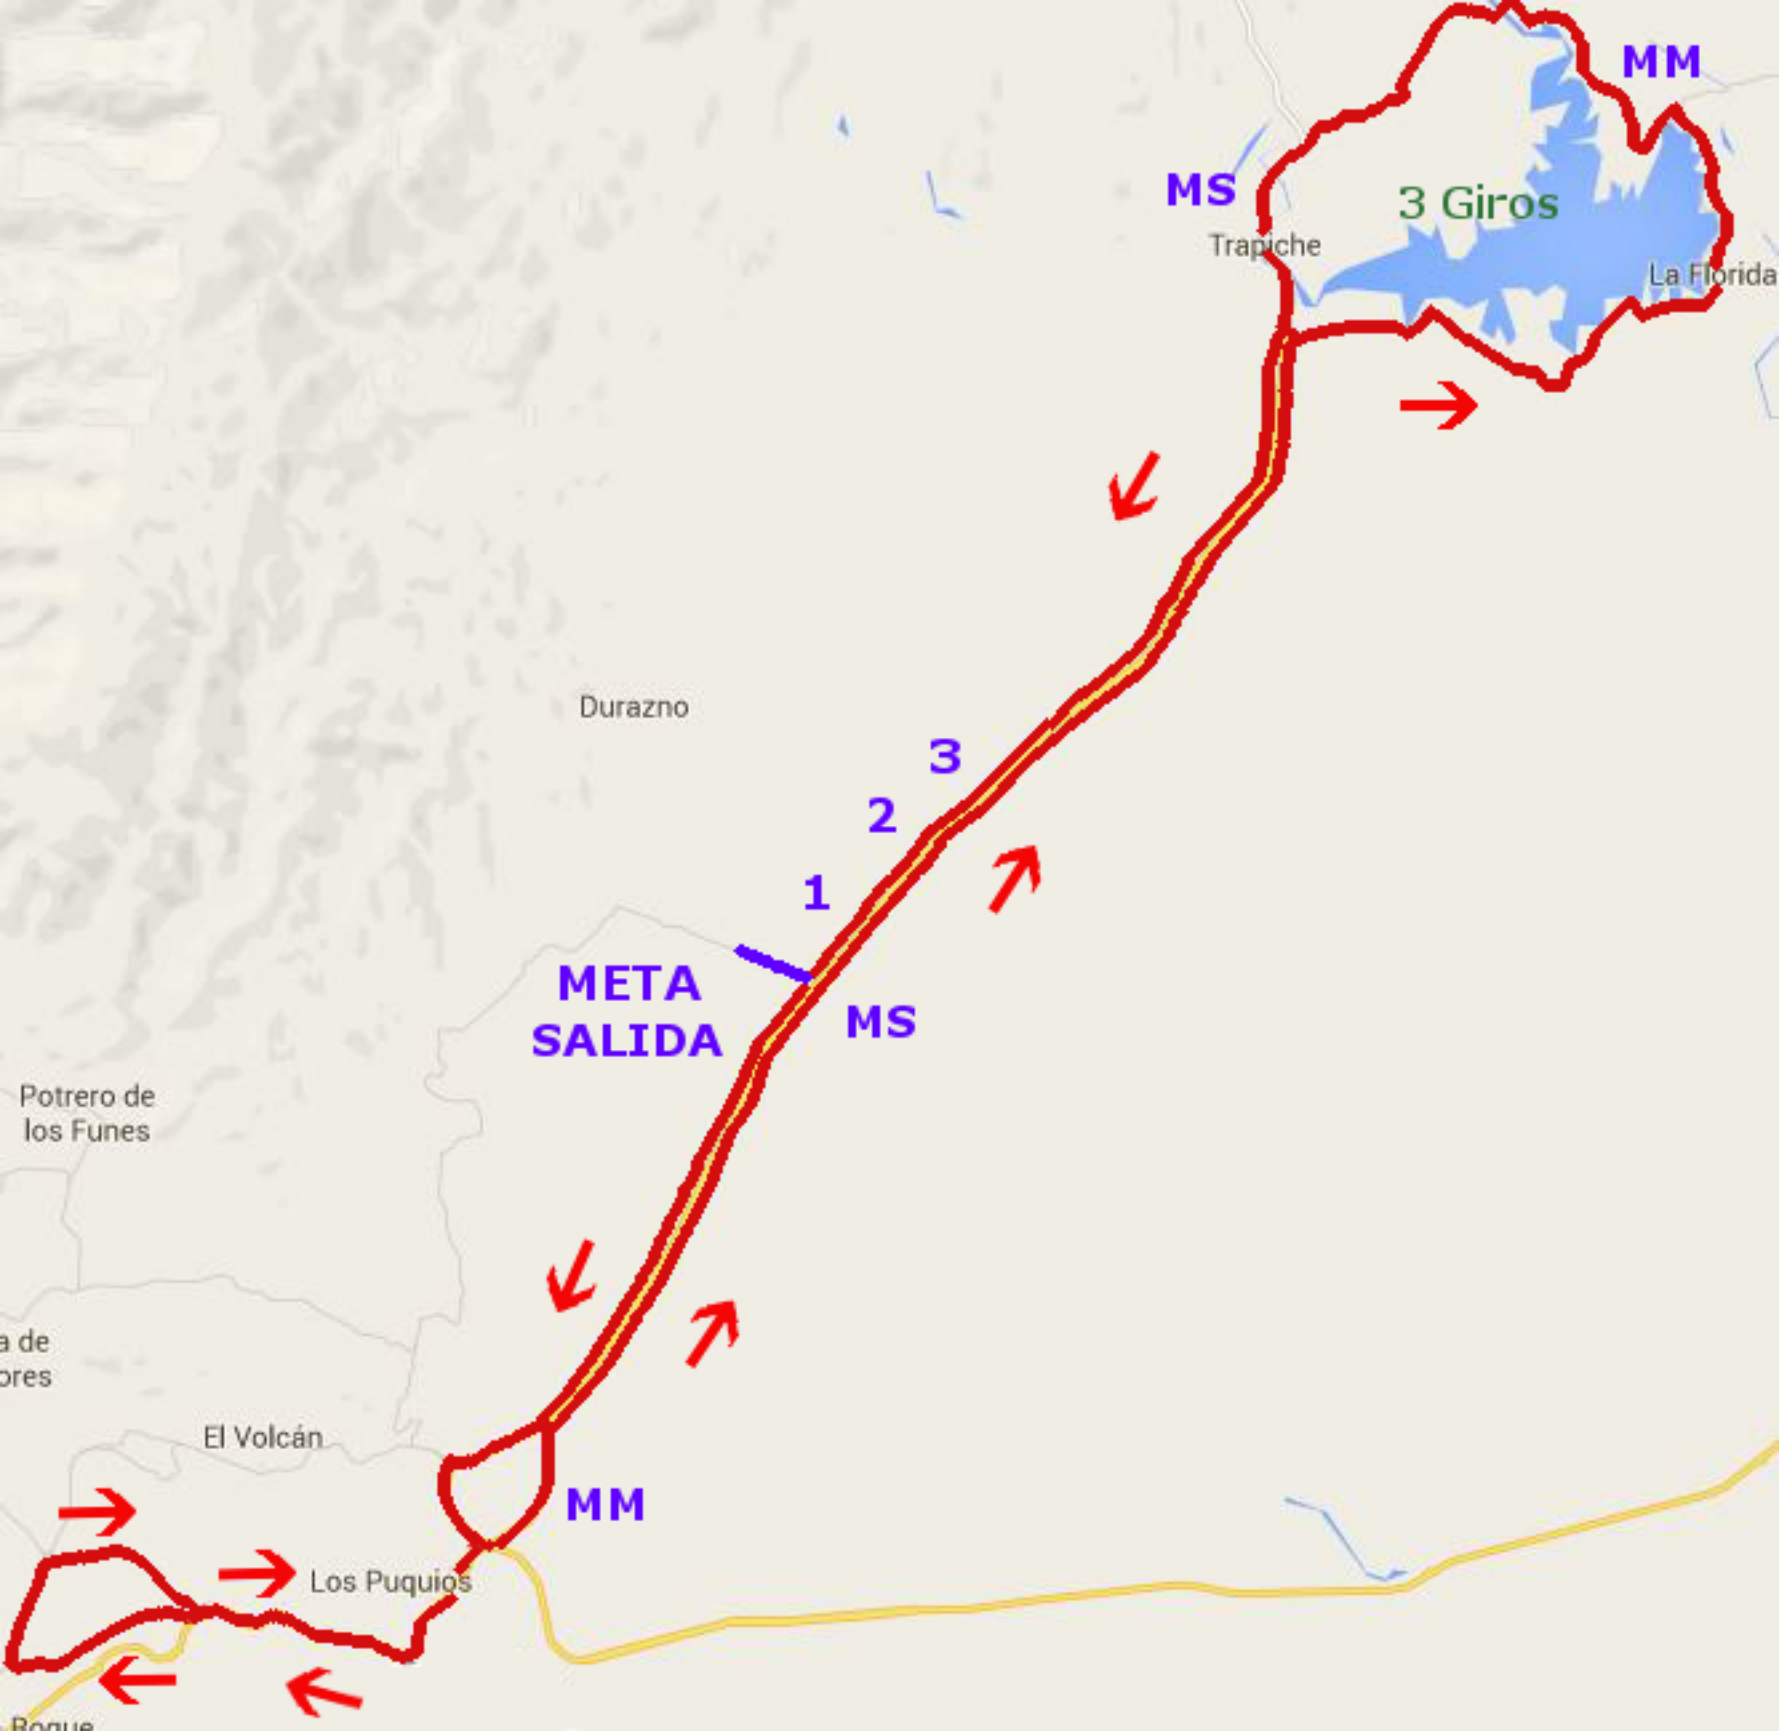 MM
MS
3 Giros
Trapiche
La Florida
Durazno
3
2
1
META
SALIDA
MS
Potrero de
los Funes
a de
ores
El Volcán
MM
Los Puquios
Roque